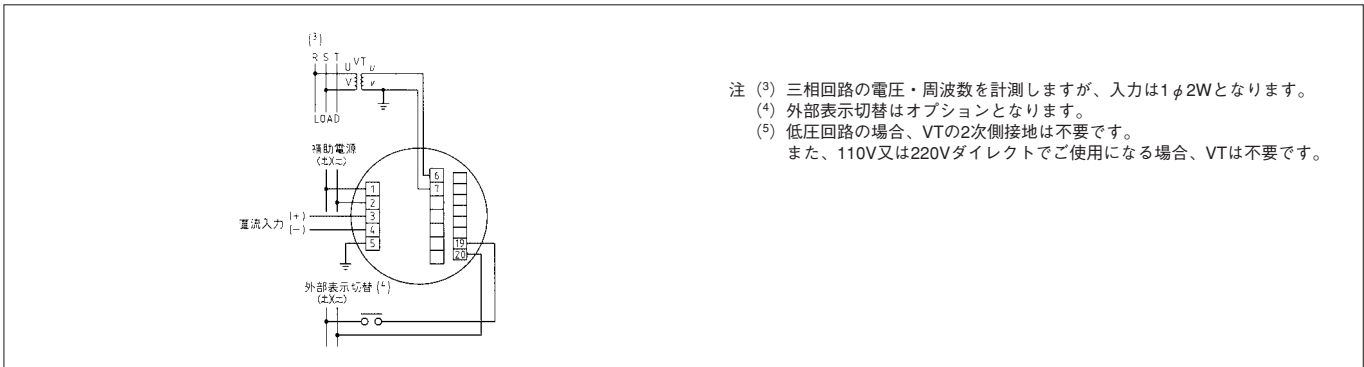 (3)
R S T
U VT u
V v
LOAD
補助電源
(±)(=)
1
2
3
4
5
6
7
19
20
直流入力 (+)
(−)
外部表示切替 (4)
(±)(=)
注 (3) 三相回路の電圧・周波数を計測しますが、入力は1φ2Wとなります。
(4) 外部表示切替はオプションとなります。
(5) 低圧回路の場合、VTの2次側接地は不要です。
また、110V又は220Vダイレクトでご使用になる場合、VTは不要です。